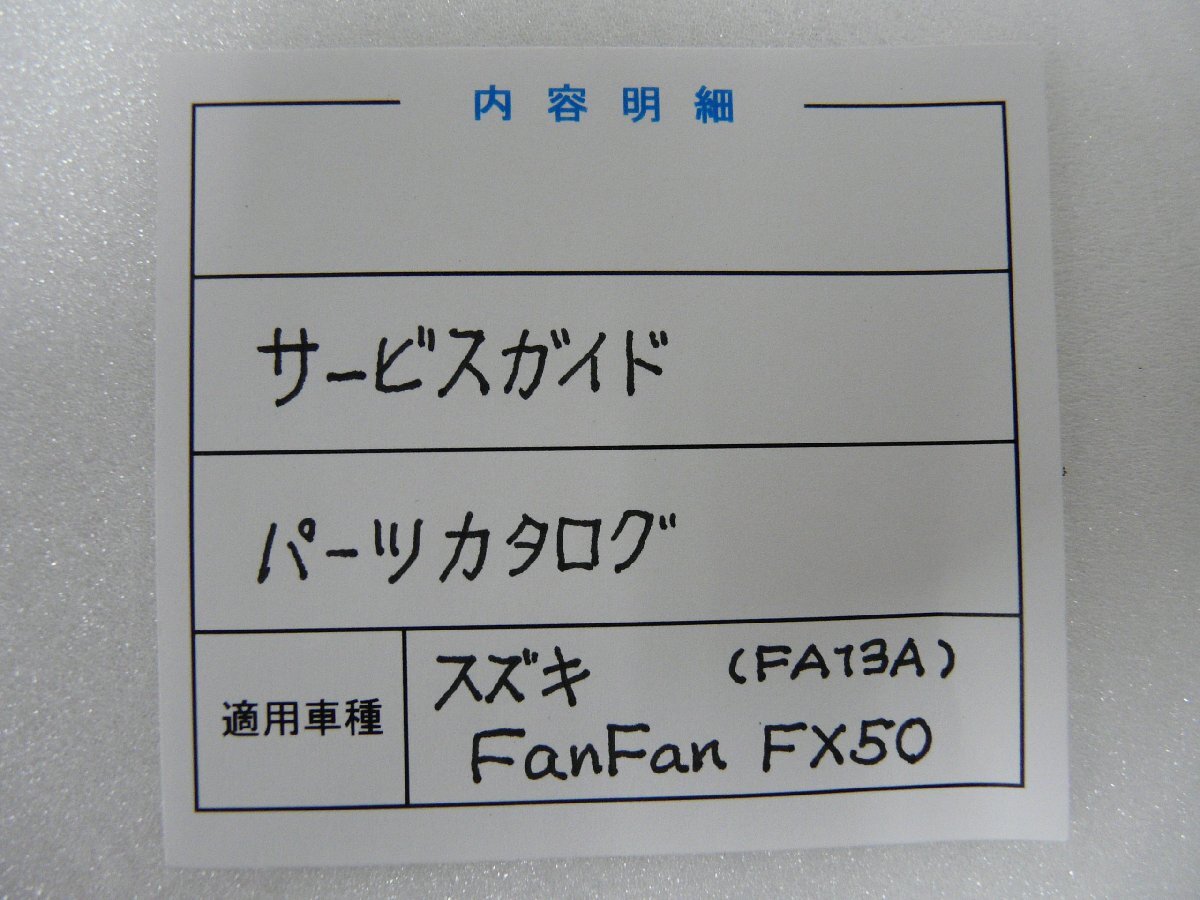 内容明細
サービスガイド
パーツカタログ
適用車種
スズキ (FA13A)
FanFan FX50